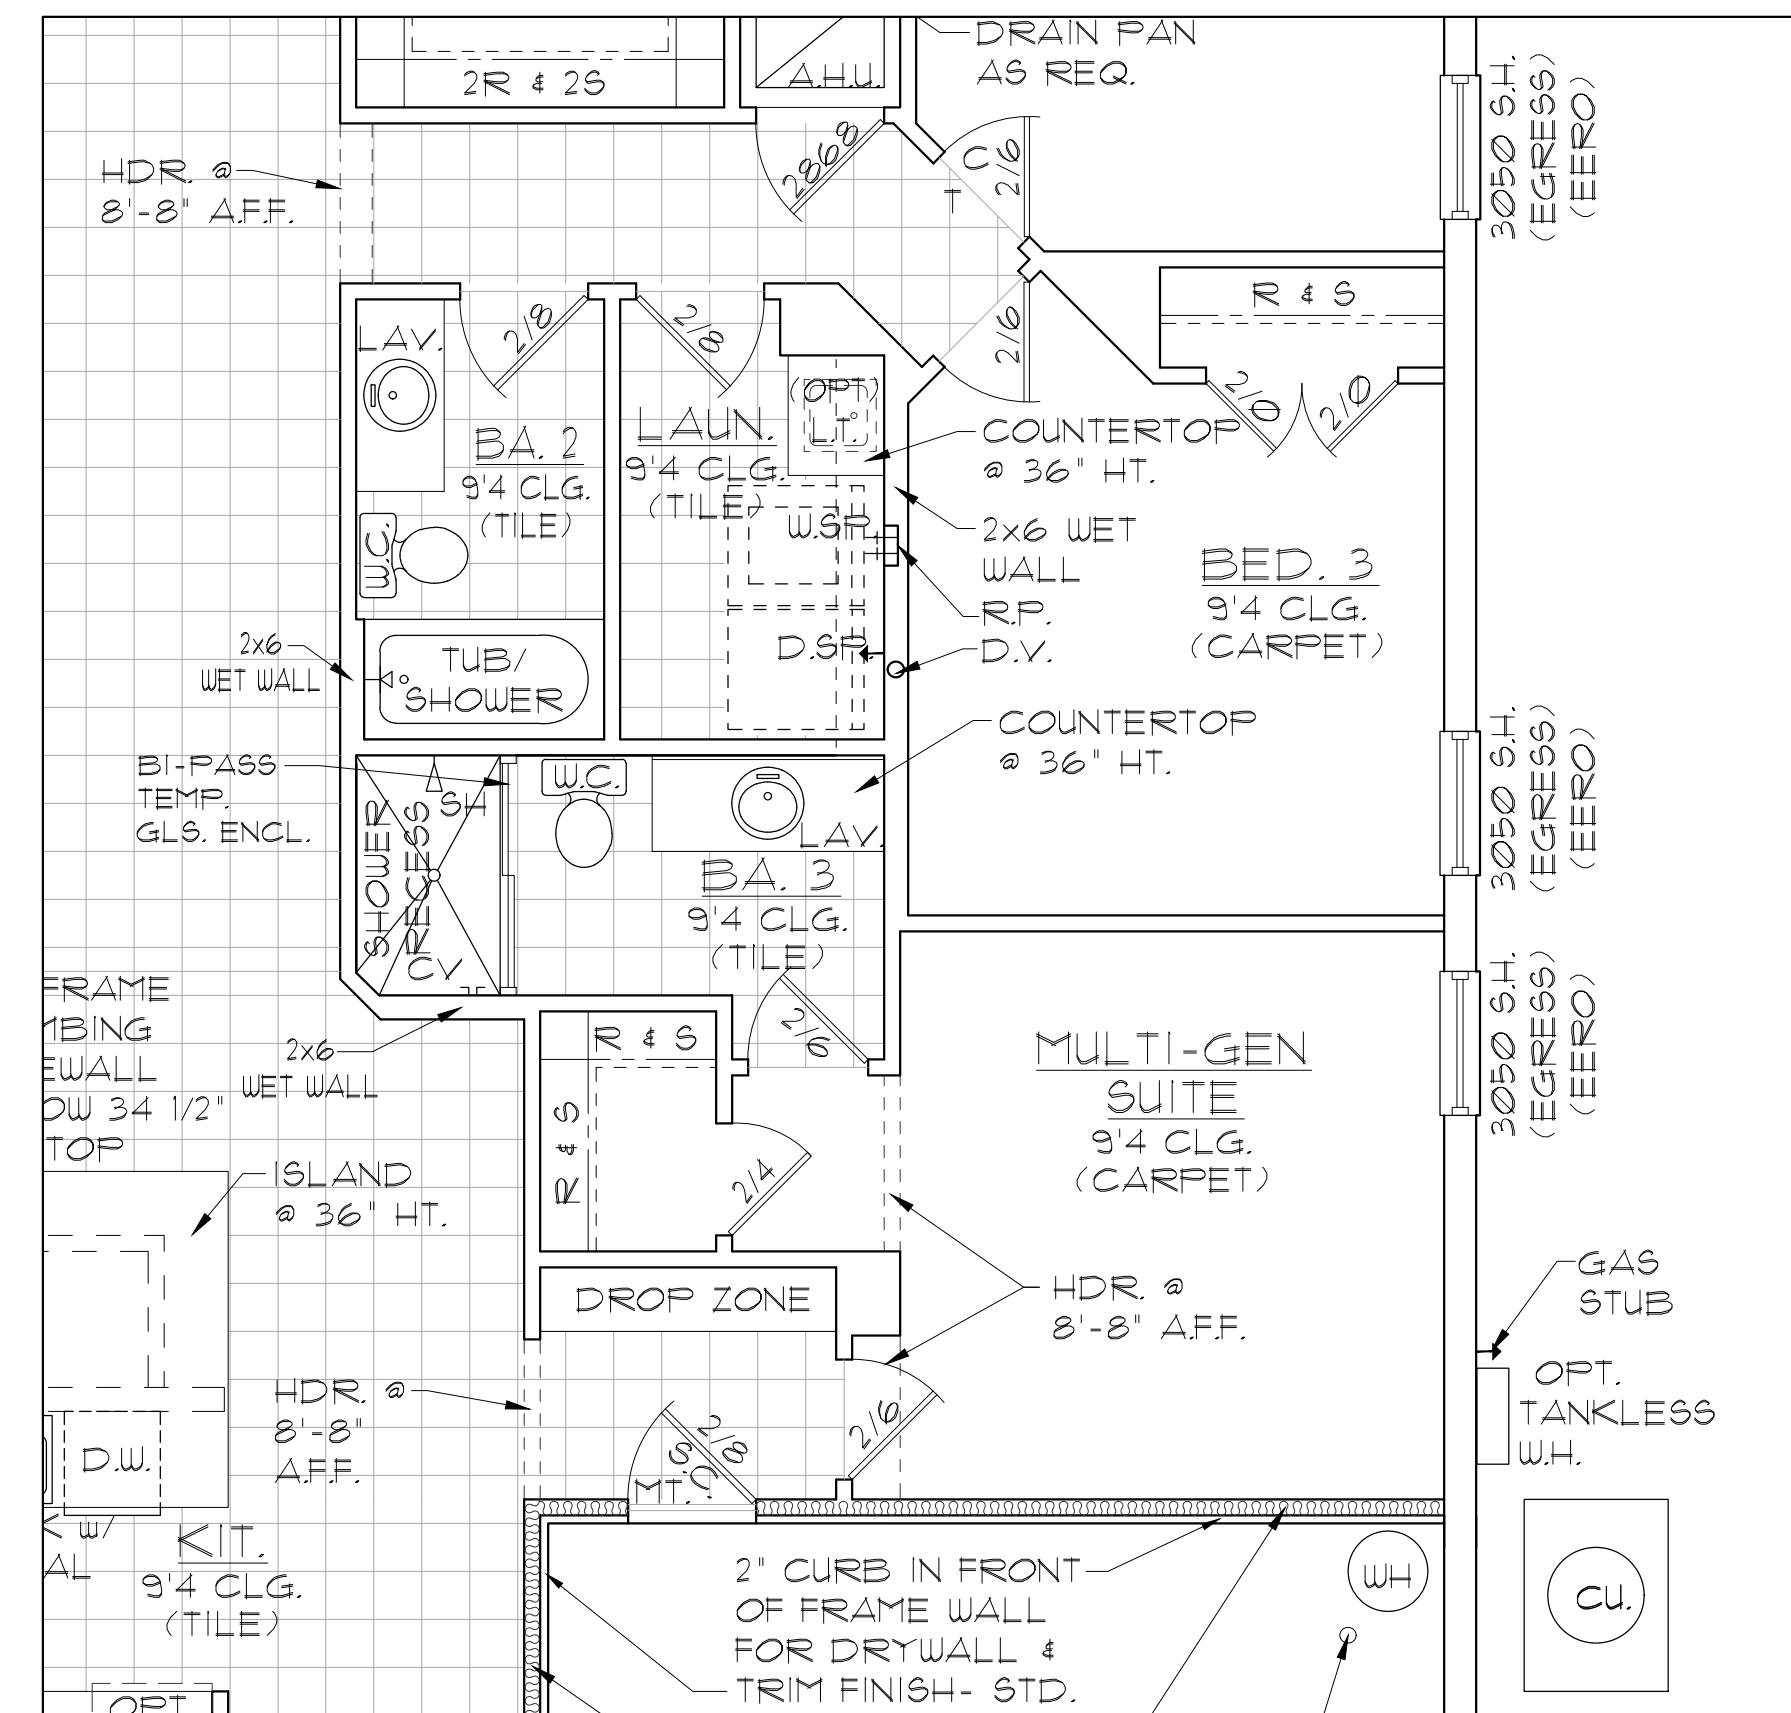 DRAIN PAN
AS REQ.
2R & 2S
A.H.U.
3050 S.H.
(EGRESS)
(EERO)
HDR. @
8'-8" A.F.F.
2868
C
T
2/6
R & S
2/6
2/0
2/0
LAV.
2/8
2/8
(OPT)
L.T.
BA. 2
9'4 CLG.
(TILE)
LAUN.
9'4 CLG.
(TILE)
COUNTERTOP
@ 36" HT.
W.SP.
2x6 WET
WALL
W.C.
R.P.
D.V.
D.SP.
BED. 3
9'4 CLG.
(CARPET)
2x6
WET WALL
TUB/
SHOWER
COUNTERTOP
@ 36" HT.
3050 S.H.
(EGRESS)
(EERO)
BI-PASS
TEMP.
GLS. ENCL.
SHOWER
RECESS
SH
CV
W.C.
LAV.
BA. 3
9'4 CLG.
(TILE)
2/6
3050 S.H.
(EGRESS)
(EERO)
FRAME
MBING
EWALL
OW 34 1/2"
TOP
2x6
WET WALL
R & S
R & S
2/4
MULTI-GEN
SUITE
9'4 CLG.
(CARPET)
ISLAND
@ 36" HT.
DROP ZONE
HDR. @
8'-8" A.F.F.
GAS
STUB
OPT.
TANKLESS
W.H.
HDR. @
8'-8"
A.F.F.
2/8
S.C.
MT.
2/6
D.W.
W/
AL
KIT.
9'4 CLG.
(TILE)
OPT
2" CURB IN FRONT
OF FRAME WALL
FOR DRYWALL &
TRIM FINISH- STD.
WH
CU.